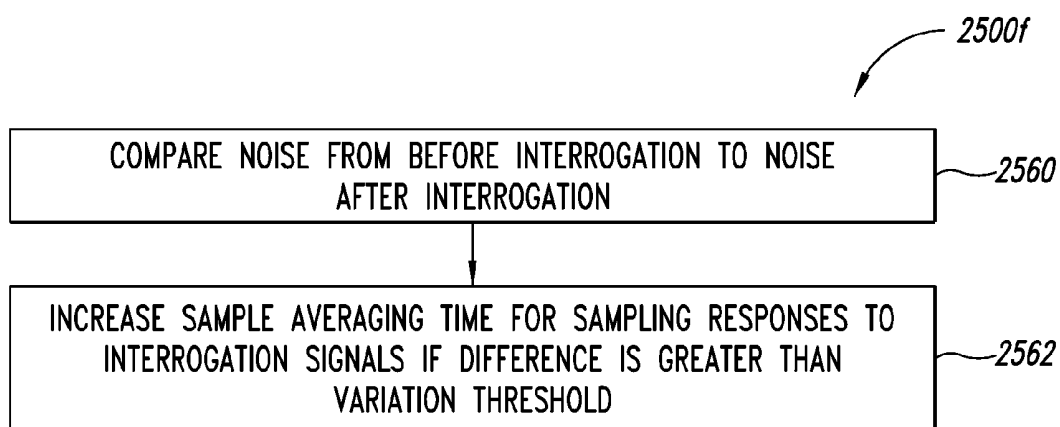 2500f
COMPARE NOISE FROM BEFORE INTERROGATION TO NOISE
AFTER INTERROGATION
2560
INCREASE SAMPLE AVERAGING TIME FOR SAMPLING RESPONSES TO
INTERROGATION SIGNALS IF DIFFERENCE IS GREATER THAN
VARIATION THRESHOLD
2562